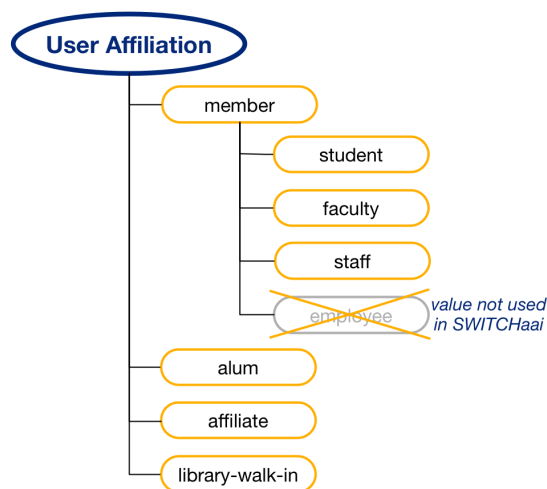 User Affiliation
member
student
faculty
staff
employee
value not used
in SWITCHaai
alum
affiliate
library-walk-in